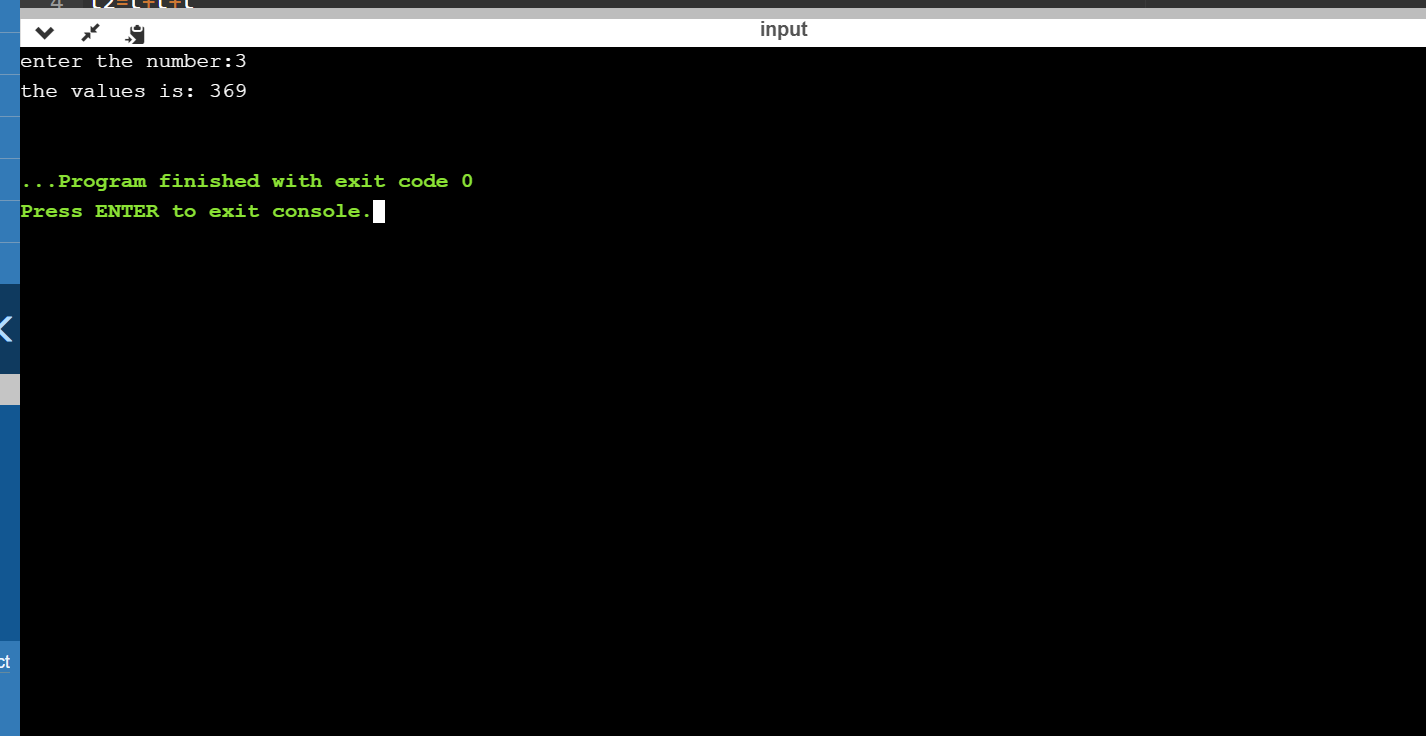 4 t2=t+t+t
input
enter the number:3
the values is: 369
...Program finished with exit code 0
Press ENTER to exit console.
ct